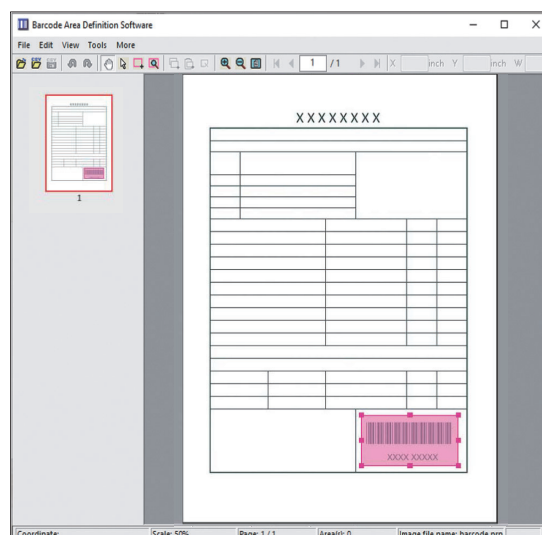 Barcode Area Definition Software
File Edit View Tools More
1 / 1 X inch Y inch W
XXXXXXXX
1
XXXX XXXXX
Coordinate: Scale: 50% Page: 1 / 1 Area(s): 0 Image file name: barcode.prn